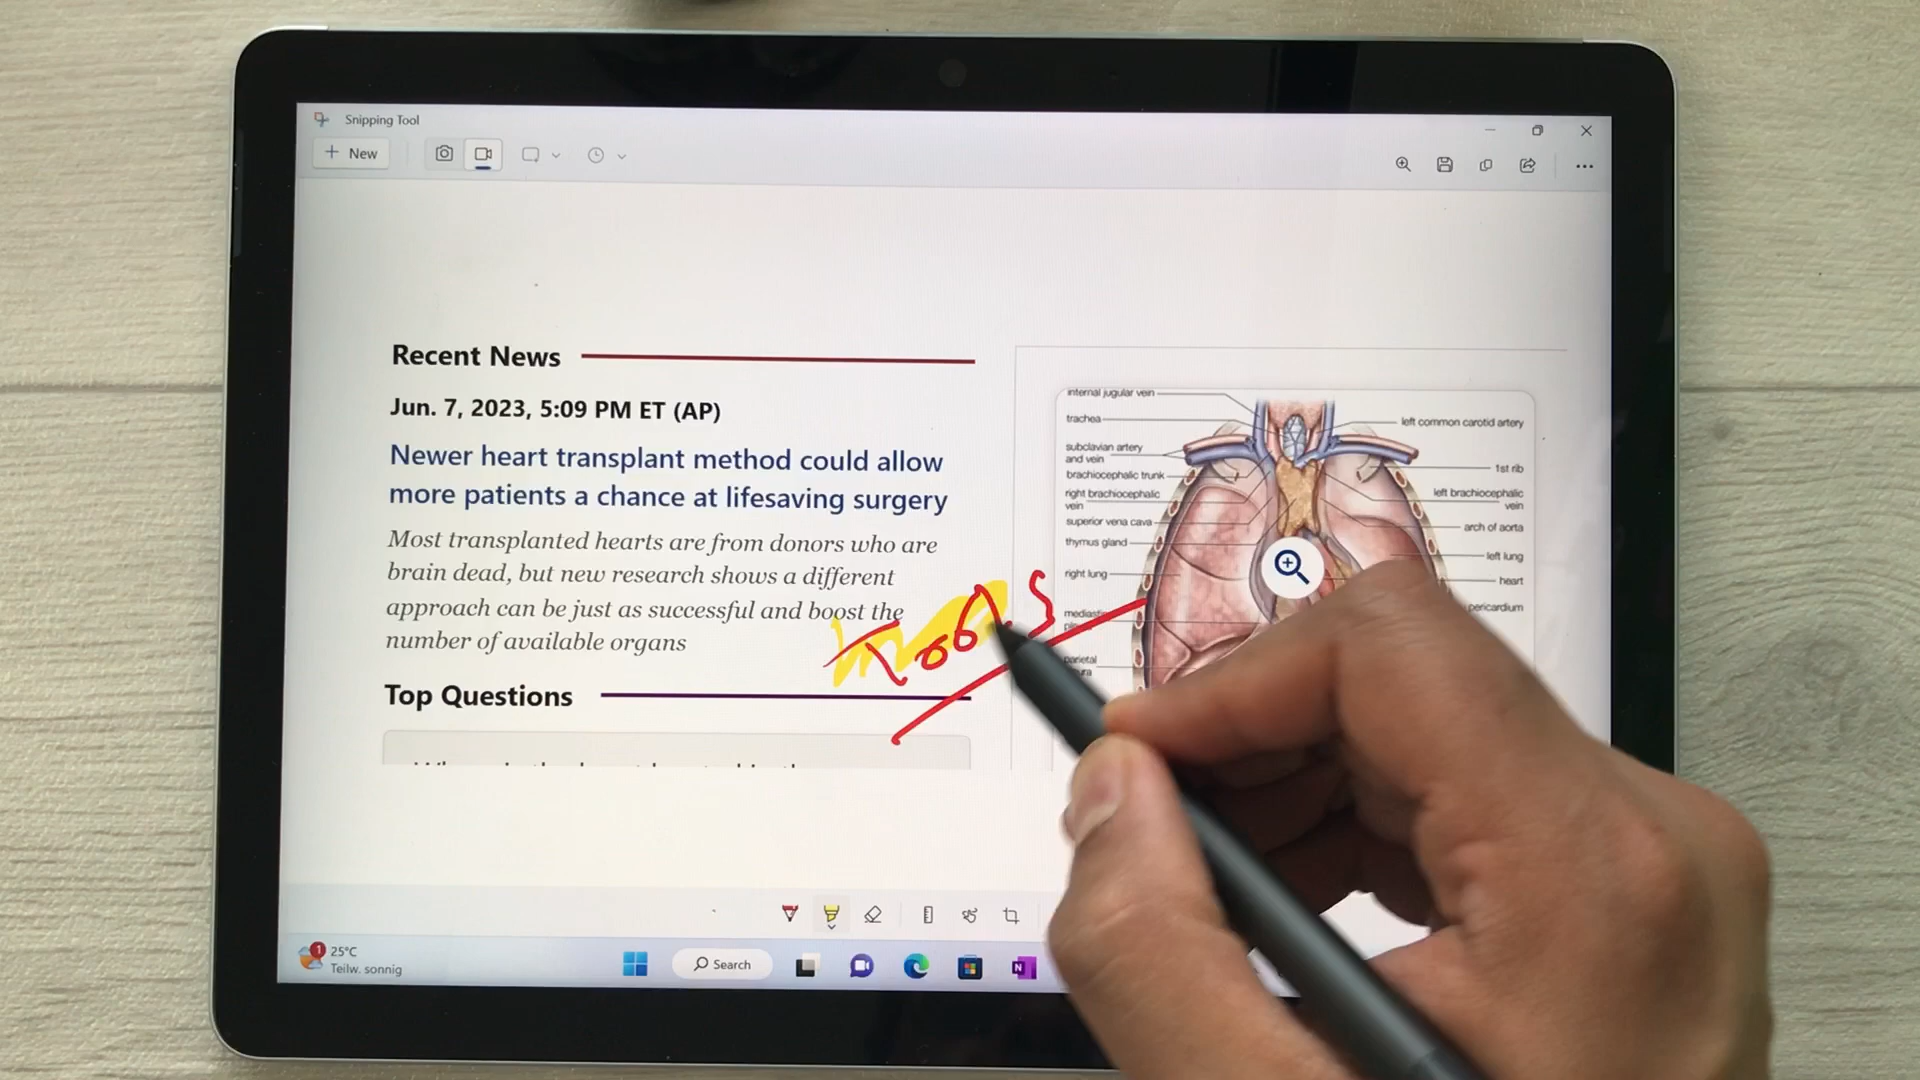 Snipping Tool
New
Recent News
Jun. 7, 2023, 5:09 PM ET (AP)
Newer heart transplant method could allow
more patients a chance at lifesaving surgery
Most transplanted hearts are from donors who are
brain dead, but new research shows a different
approach can be just as successful and boost the
number of available organs
Top Questions
internal jugular vein
trachea
subclavian artery
and vein
brachiocephalic trunk
right brachiocephalic
vein
superior vena cava
thymus gland
right lung
parietal
left common carotid artery
1st rib
left brachiocephalic
vein
arch of aorta
left lung
heart
pericardium
1
25°C
Teilw. sonnig
Search
N